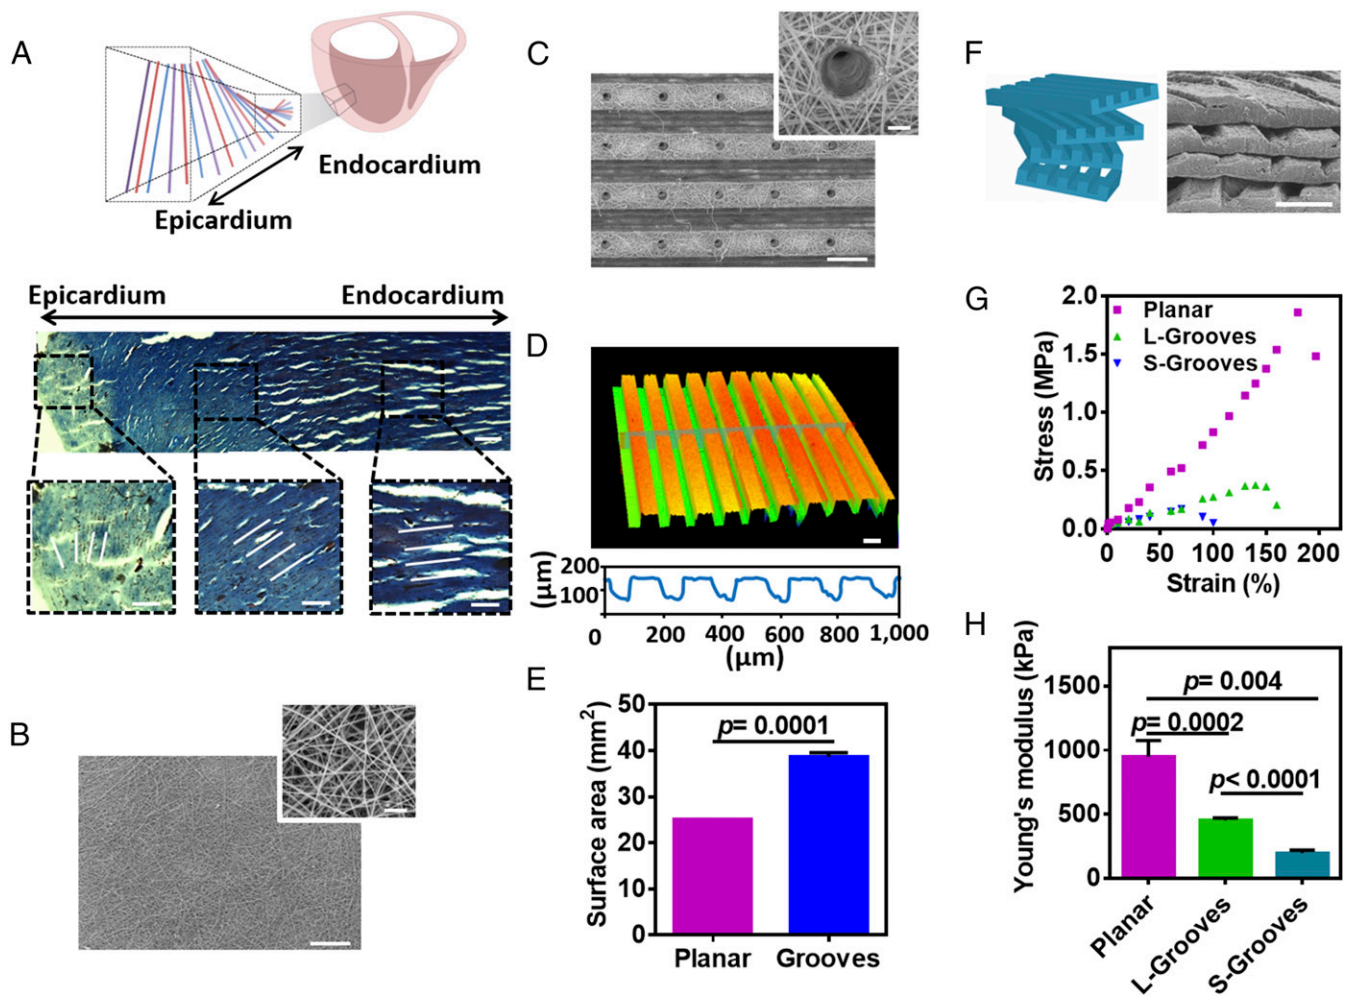 A
Endocardium
Epicardium
Epicardium
Endocardium
B
C
D
(µm)
200
100
0
200
400
600
800
1,000
(µm)
E
Surface area (mm²)
50
40
30
20
10
0
p= 0.0001
Planar
Grooves
F
G
Stress (MPa)
2.0
1.5
1.0
0.5
0.0
Planar
L-Grooves
S-Grooves
0
50
100
150
200
Strain (%)
H
Young's modulus (kPa)
1500
1000
500
0
p= 0.004
p= 0.0002
p< 0.0001
Planar
L-Grooves
S-Grooves